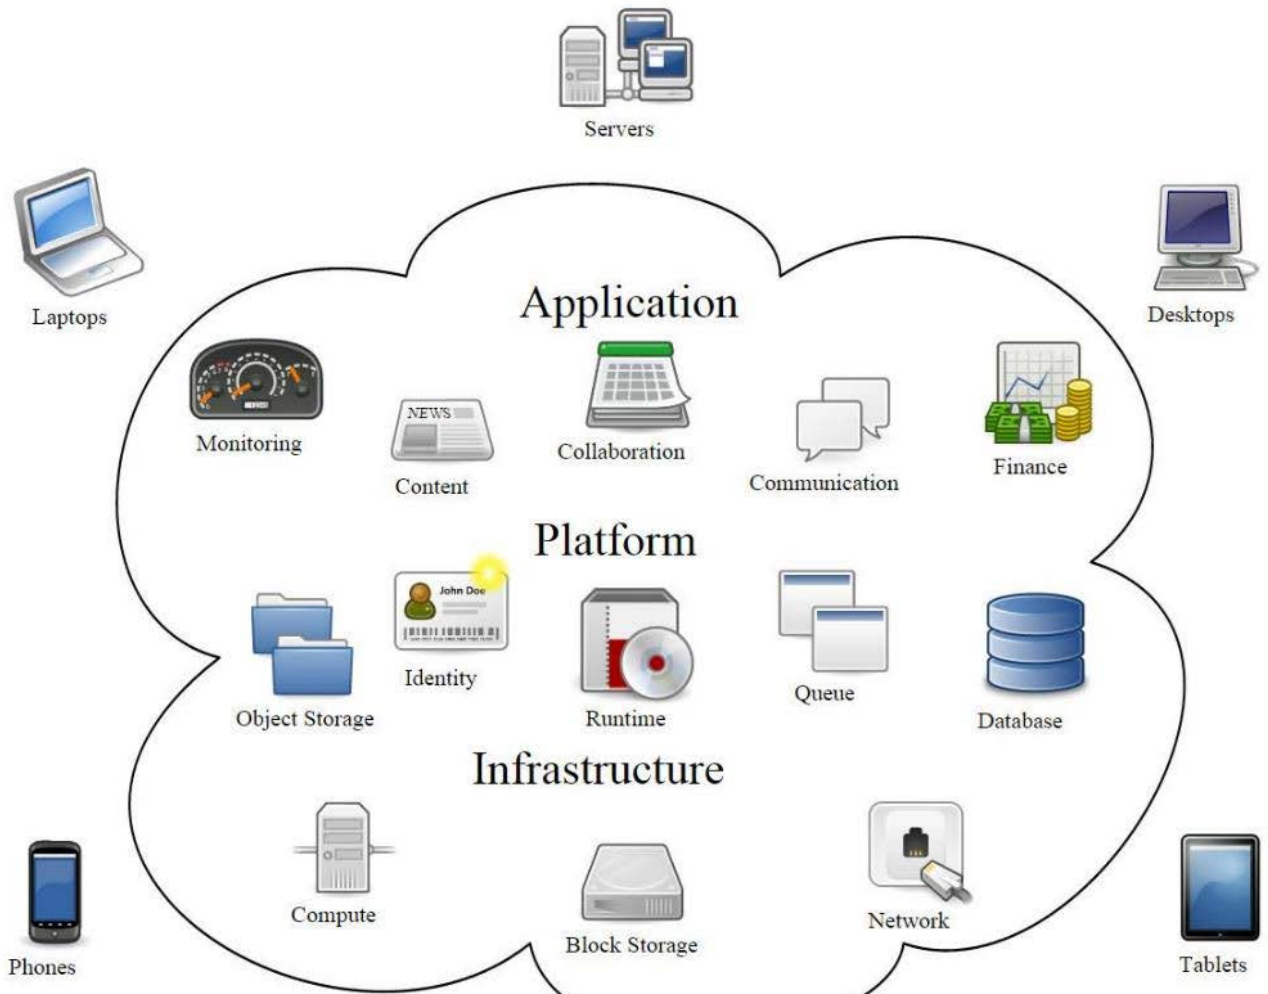 Servers
Laptops
Desktops
Application
Monitoring
NEWS
Content
Collaboration
Communication
Finance
Platform
John Doe
Object Storage
Identity
Runtime
Queue
Database
Infrastructure
Compute
Block Storage
Network
Phones
Tablets